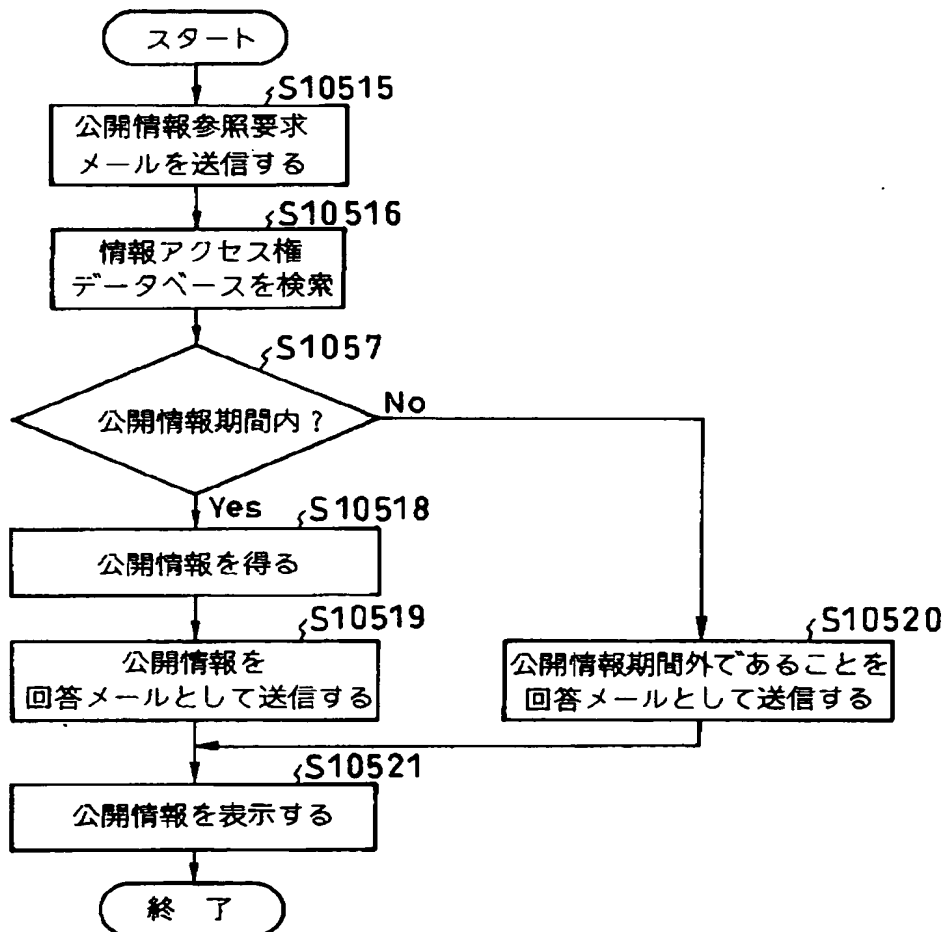 スタート
S10515
公開情報参照要求
メールを送信する
S10516
情報アクセス権
データベースを検索
S1057
公開情報期間内?
No
Yes
S10518
公開情報を得る
S10519
公開情報を
回答メールとして送信する
S10520
公開情報期間外であることを
回答メールとして送信する
S10521
公開情報を表示する
終 了